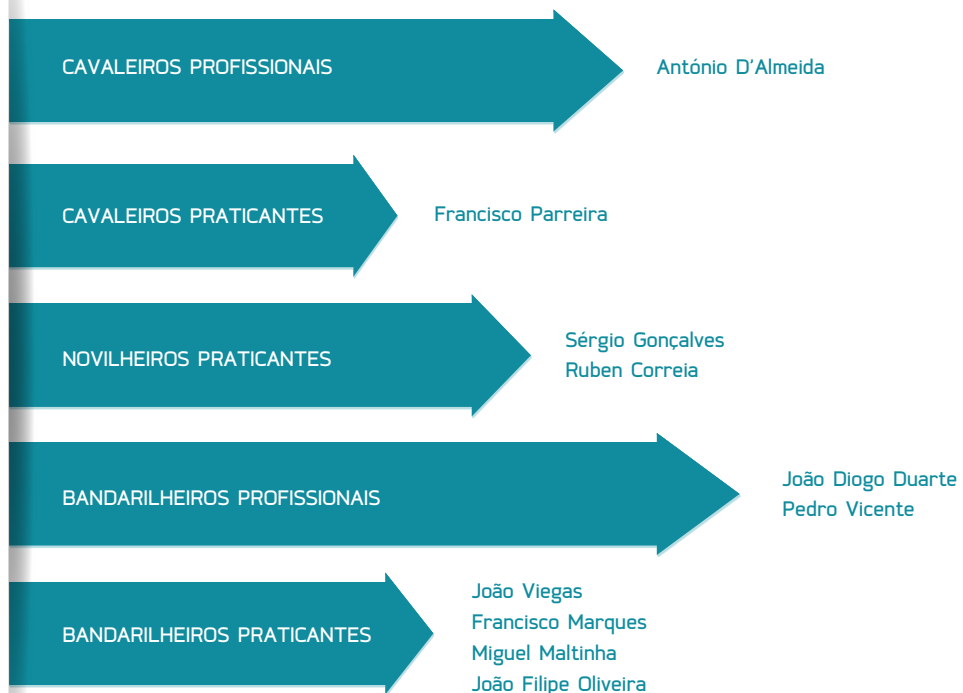 CAVALEIROS PROFISSIONAIS
António D'Almeida
CAVALEIROS PRATICANTES
Francisco Parreira
NOVILHEIROS PRATICANTES
Sérgio Gonçalves
Ruben Correia
BANDARILHEIROS PROFISSIONAIS
João Diogo Duarte
Pedro Vicente
BANDARILHEIROS PRATICANTES
João Viegas
Francisco Marques
Miguel Maltinha
João Filipe Oliveira